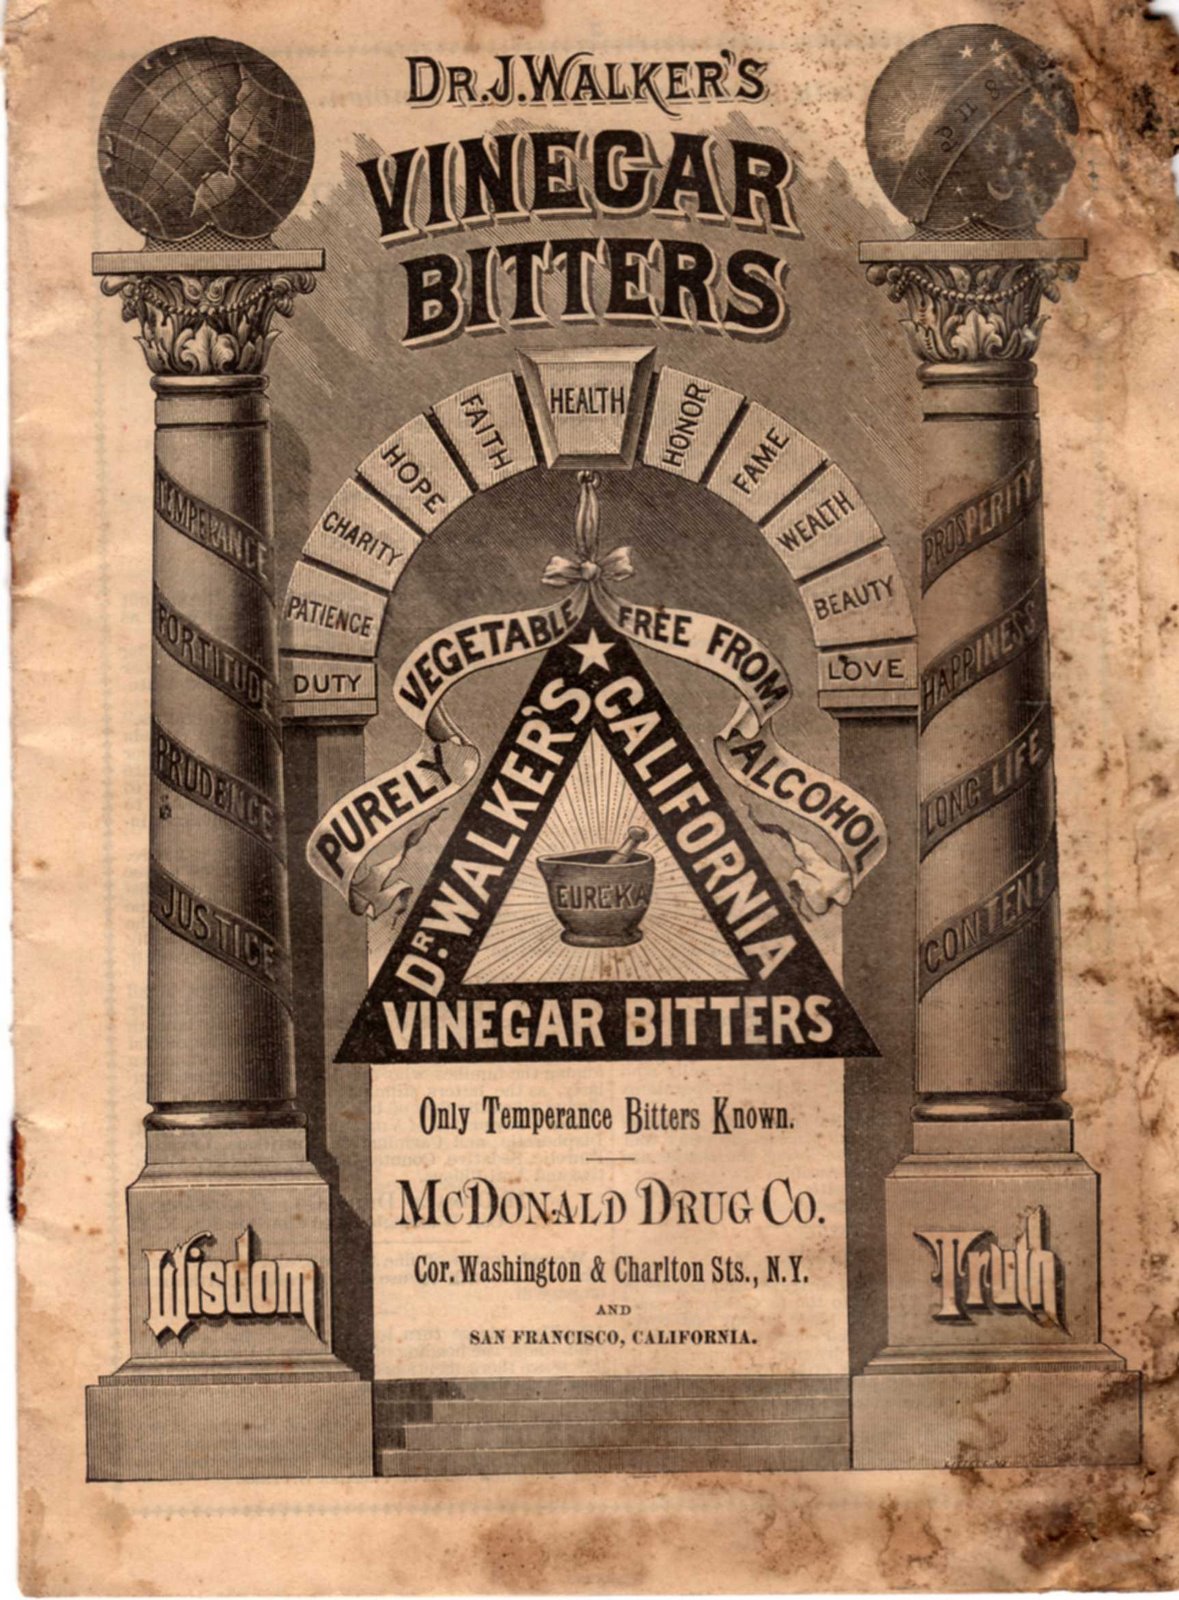 DR. J. WALKER'S
VINEGAR
BITTERS
HEALTH
FAITH
HOPE
CHARITY
PATIENCE
DUTY
HONOR
FAME
WEALTH
BEAUTY
LOVE
TEMPERANCE
FORTITUDE
PRUDENCE
JUSTICE
PROSPERITY
HAPPINESS
LONG LIFE
CONTENT
PURELY VEGETABLE FREE FROM ALCOHOL
DR. WALKER'S
CALIFORNIA
VINEGAR BITTERS
EUREKA
Only Temperance Bitters Known.
MCDONALD DRUG CO.
Cor. Washington & Charlton Sts., N.Y.
AND
SAN FRANCISCO, CALIFORNIA.
Wisdom
Truth